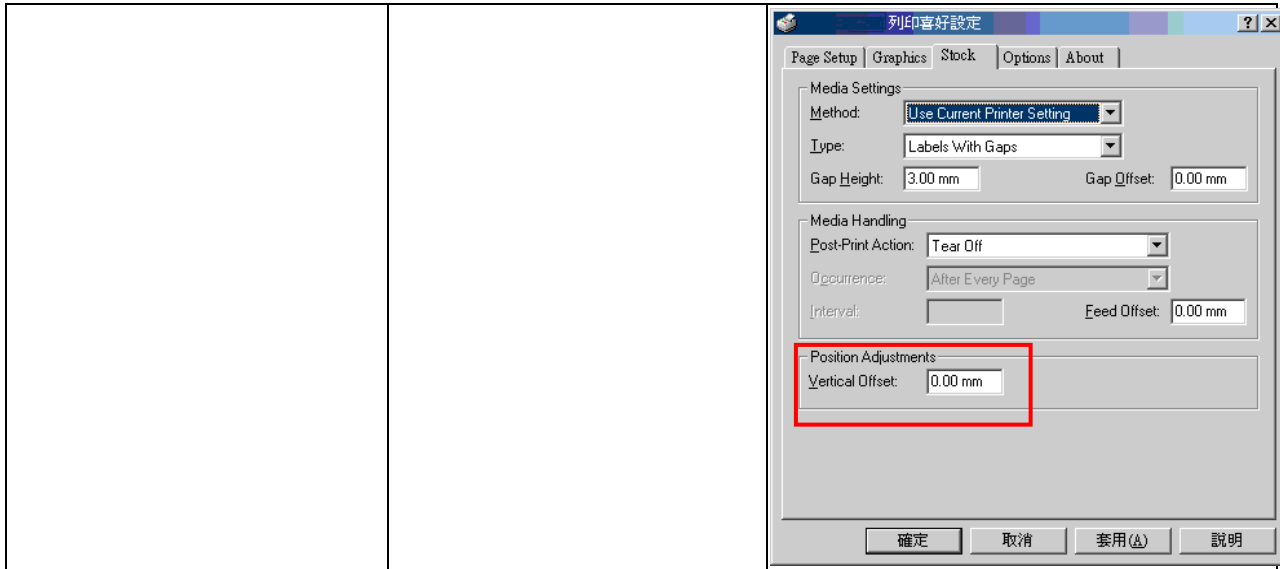 列印喜好設定
Page Setup Graphics Stock Options About
Media Settings
Method: Use Current Printer Setting
Type: Labels With Gaps
Gap Height: 3.00 mm Gap Offset: 0.00 mm
Media Handling
Post-Print Action: Tear Off
Occurrence: After Every Page
Interval: Feed Offset: 0.00 mm
Position Adjustments
Vertical Offset: 0.00 mm
確定 取消 套用(A) 說明